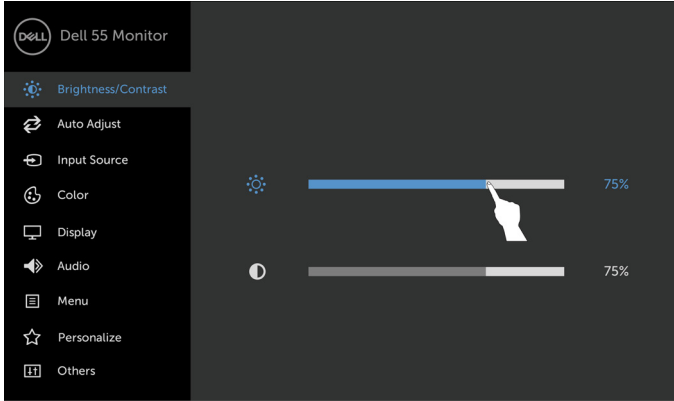 DELL
Dell 55 Monitor
Brightness/Contrast
Auto Adjust
Input Source
Color
Display
Audio
Menu
Personalize
Others
75%
75%